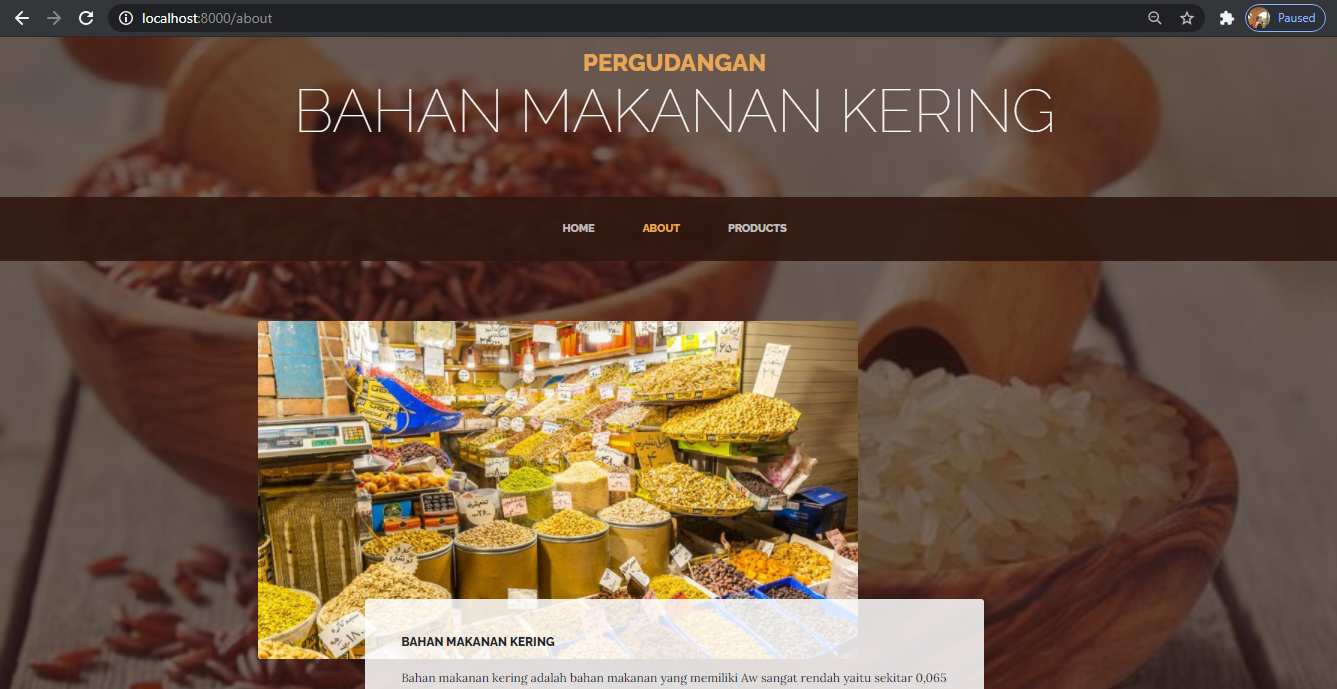 localhost:8000/about
Paused
PERGUDANGAN
BAHAN MAKANAN KERING
HOME ABOUT PRODUCTS
BAHAN MAKANAN KERING
Bahan makanan kering adalah bahan makanan yang memiliki Aw sangat rendah yaitu sekitar 0,065